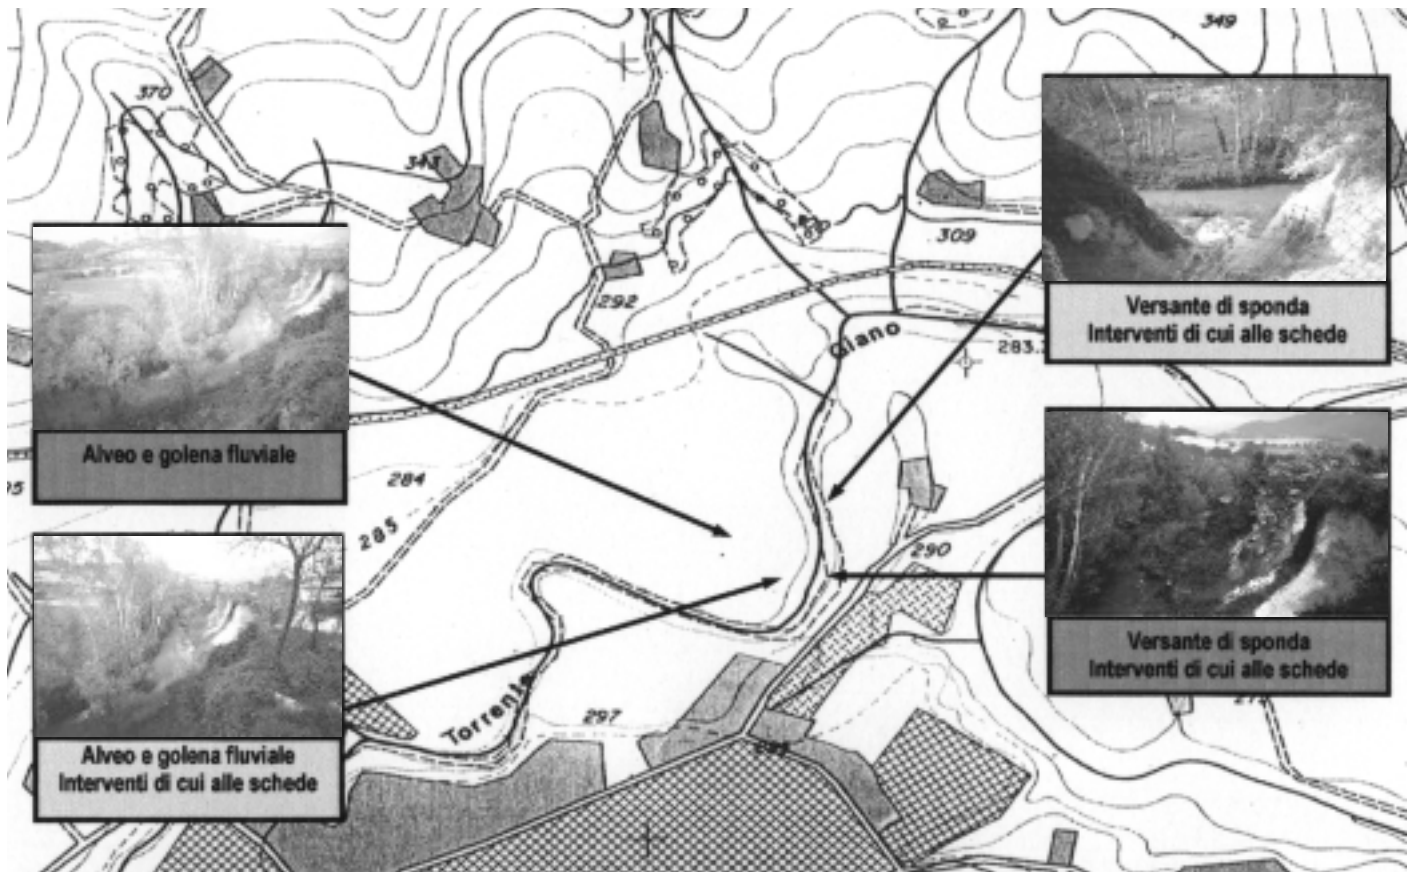 349
370
343
309
292
Giano
283.
Versante di sponda
Interventi di cui alle schede
Alveo e golena fluviale
284
285
290
Versante di sponda
Interventi di cui alle schede
Torrente
297
Alveo e golena fluviale
Interventi di cui alle schede